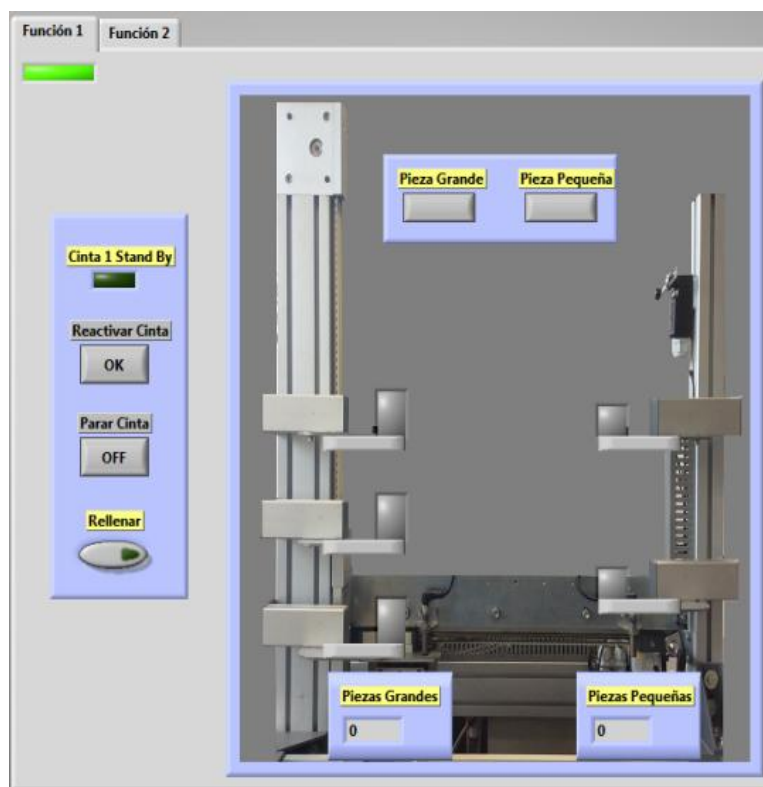 Función 1
Función 2
Pieza Grande
Pieza Pequeña
Cinta 1 Stand By
Reactivar Cinta
OK
Parar Cinta
OFF
Rellenar
Piezas Grandes
0
Piezas Pequeñas
0